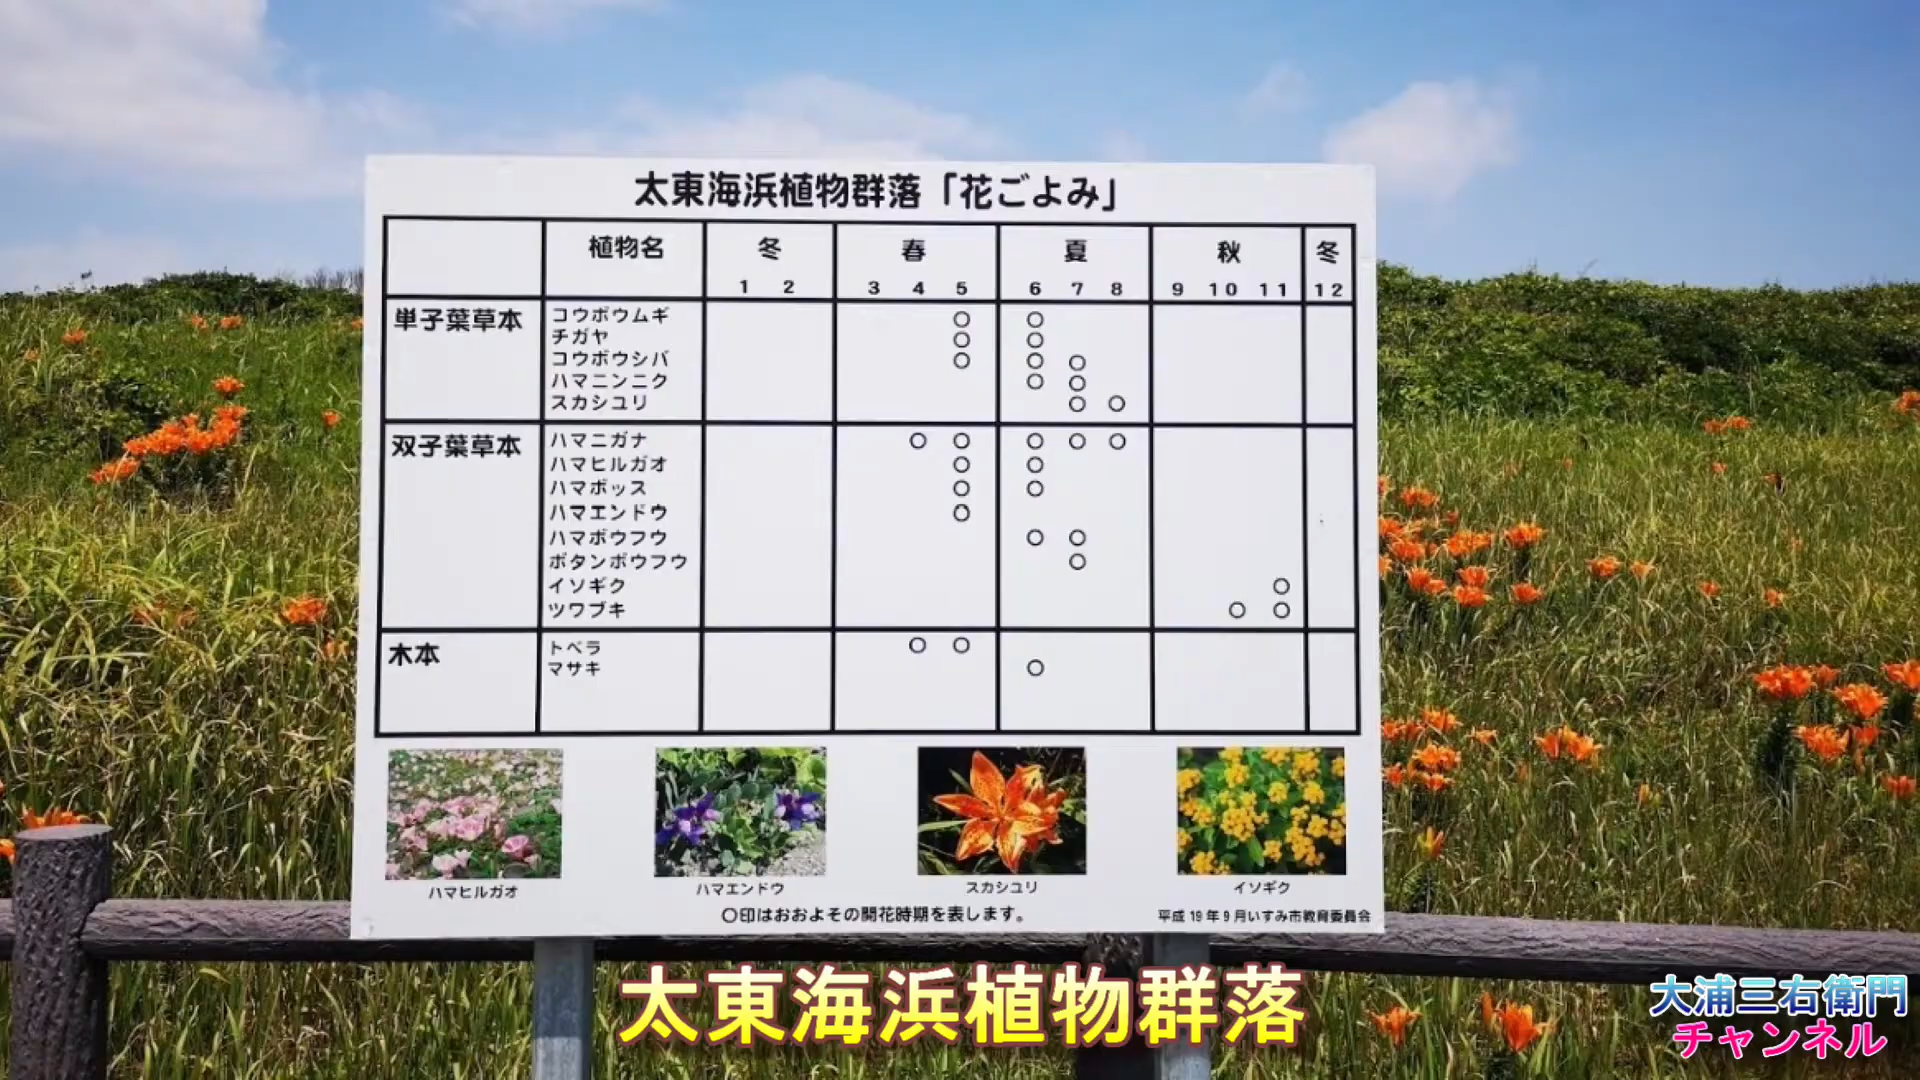 太東海浜植物群落「花ごよみ」
植物名 冬 春 夏 秋 冬
1 2 3 4 5 6 7 8 9 10 11 12
単子葉草本 コウボウムギ ○ ○
チガヤ ○ ○
コウボウシバ ○ ○ ○
ハマニンニク ○ ○
スカシユリ ○ ○
双子葉草本 ハマニガナ ○ ○ ○ ○ ○
ハマヒルガオ ○ ○
ハマボッス ○ ○
ハマエンドウ ○
ハマボウフウ ○ ○
ボタンボウフウ ○
イソギク ○
ツワブキ ○ ○
木本 トベラ ○ ○
マサキ ○
ハマヒルガオ ハマエンドウ スカシユリ イソギク
○印はおおよその開花時期を表します。 平成19年9月いすみ市教育委員会
太東海浜植物群落
大浦三右衛門
チャンネル